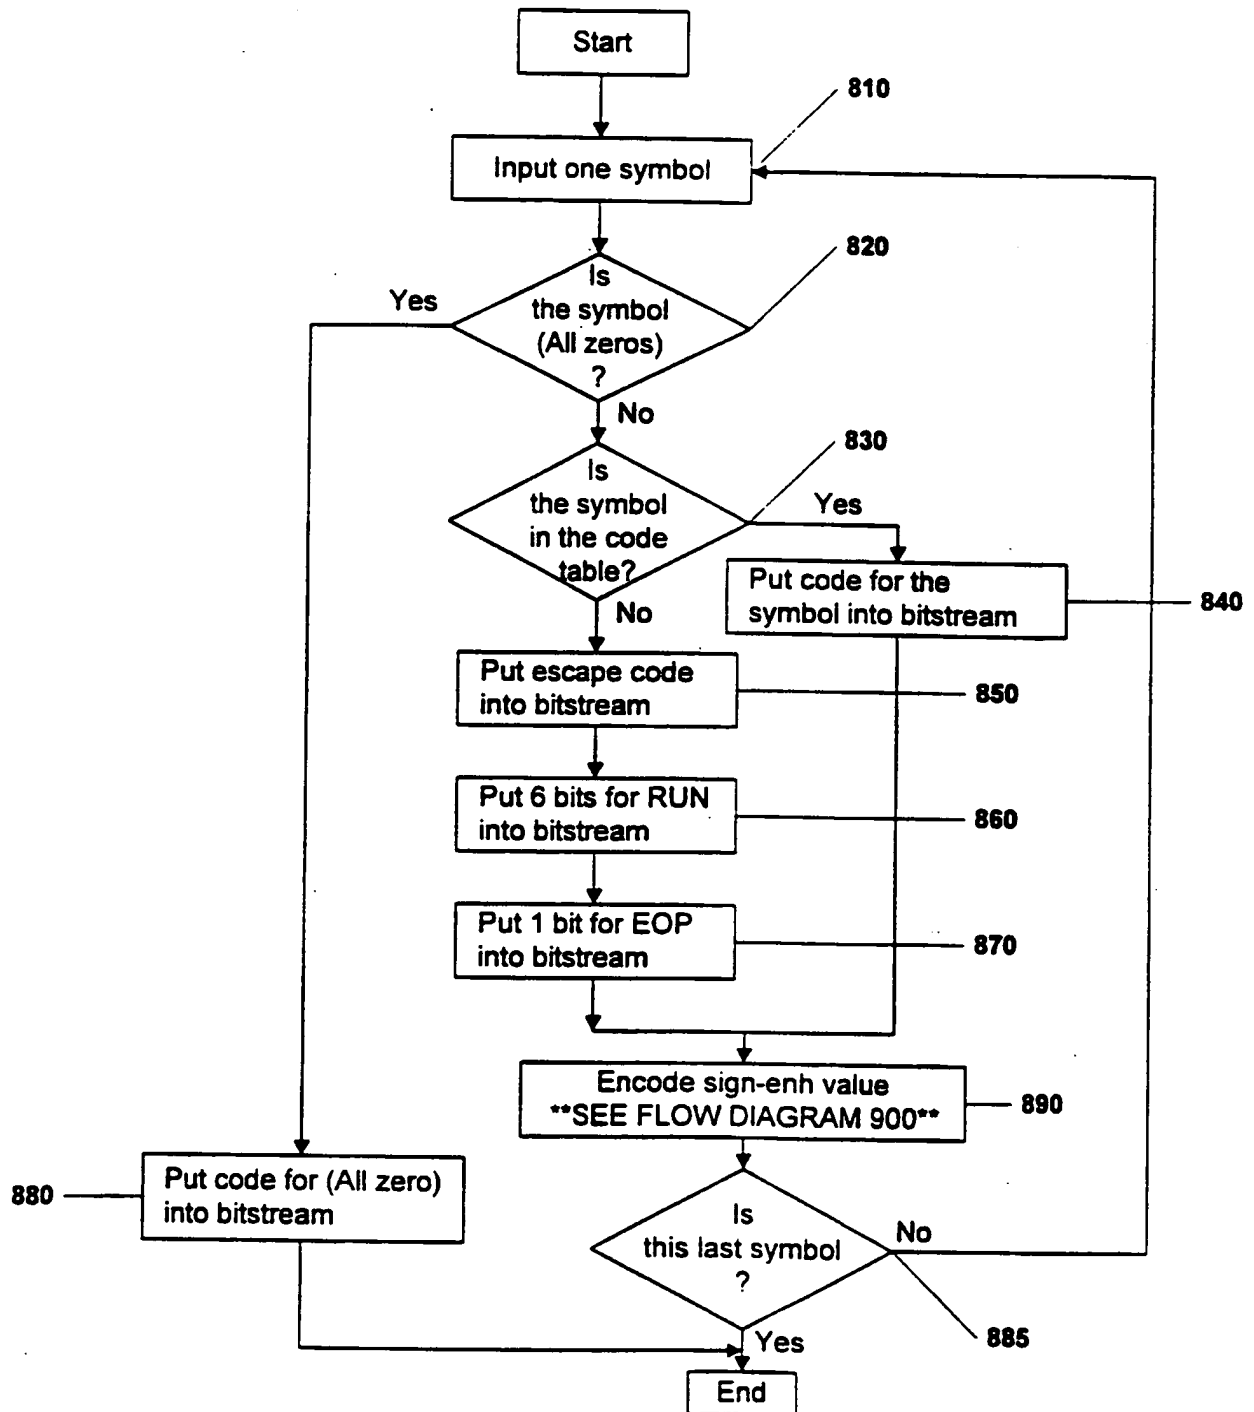 Start
810
Input one symbol
820
Yes
Is
the symbol
(All zeros)
?
No
830
Is
the symbol
in the code
table?
Yes
No
Put code for the
symbol into bitstream
840
Put escape code
into bitstream
850
Put 6 bits for RUN
into bitstream
860
Put 1 bit for EOP
into bitstream
870
Encode sign-enh value
**SEE FLOW DIAGRAM 900**
890
880
Put code for (All zero)
into bitstream
Is
this last symbol
?
No
885
Yes
End